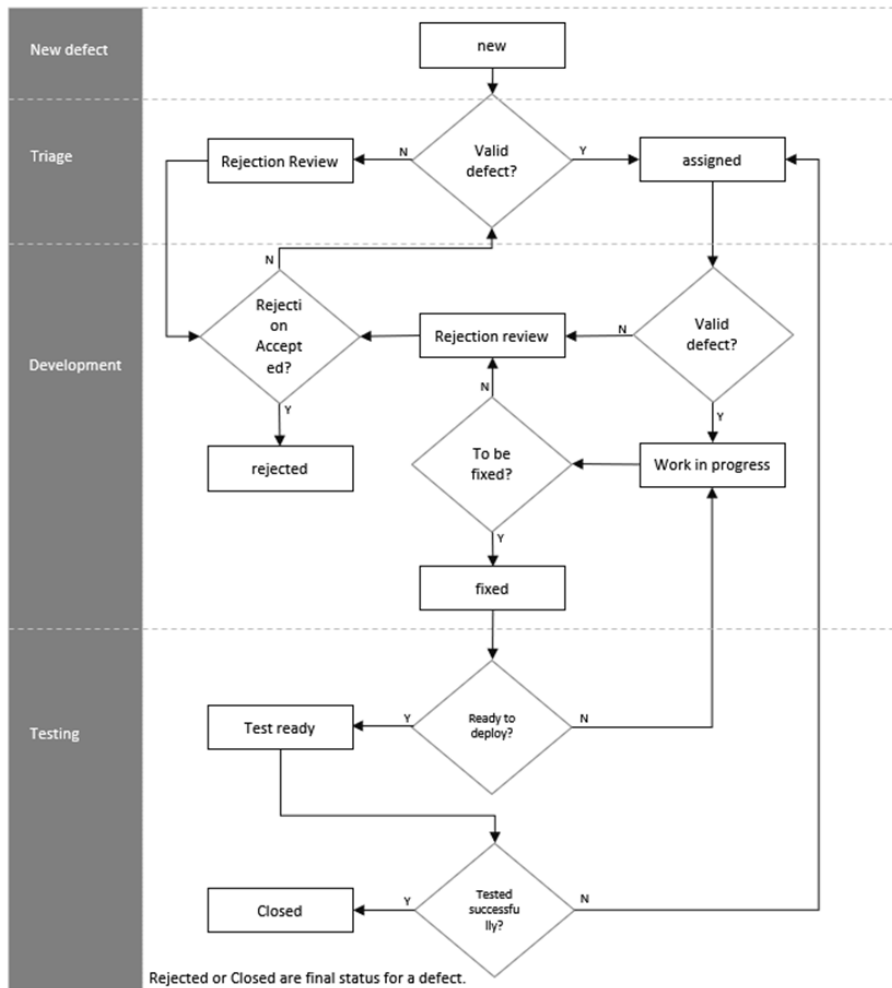 New defect
new
Triage
Rejection Review
N
Valid
defect?
Y
assigned
Development
N
Rejecti
on
Accept
ed?
Y
rejected
Rejection review
N
Valid
defect?
Y
N
To be
fixed?
Y
Work in progress
fixed
Testing
Test ready
Y
Ready to
deploy?
N
Closed
Y
Tested
successfu
lly?
N
Rejected or Closed are final status for a defect.